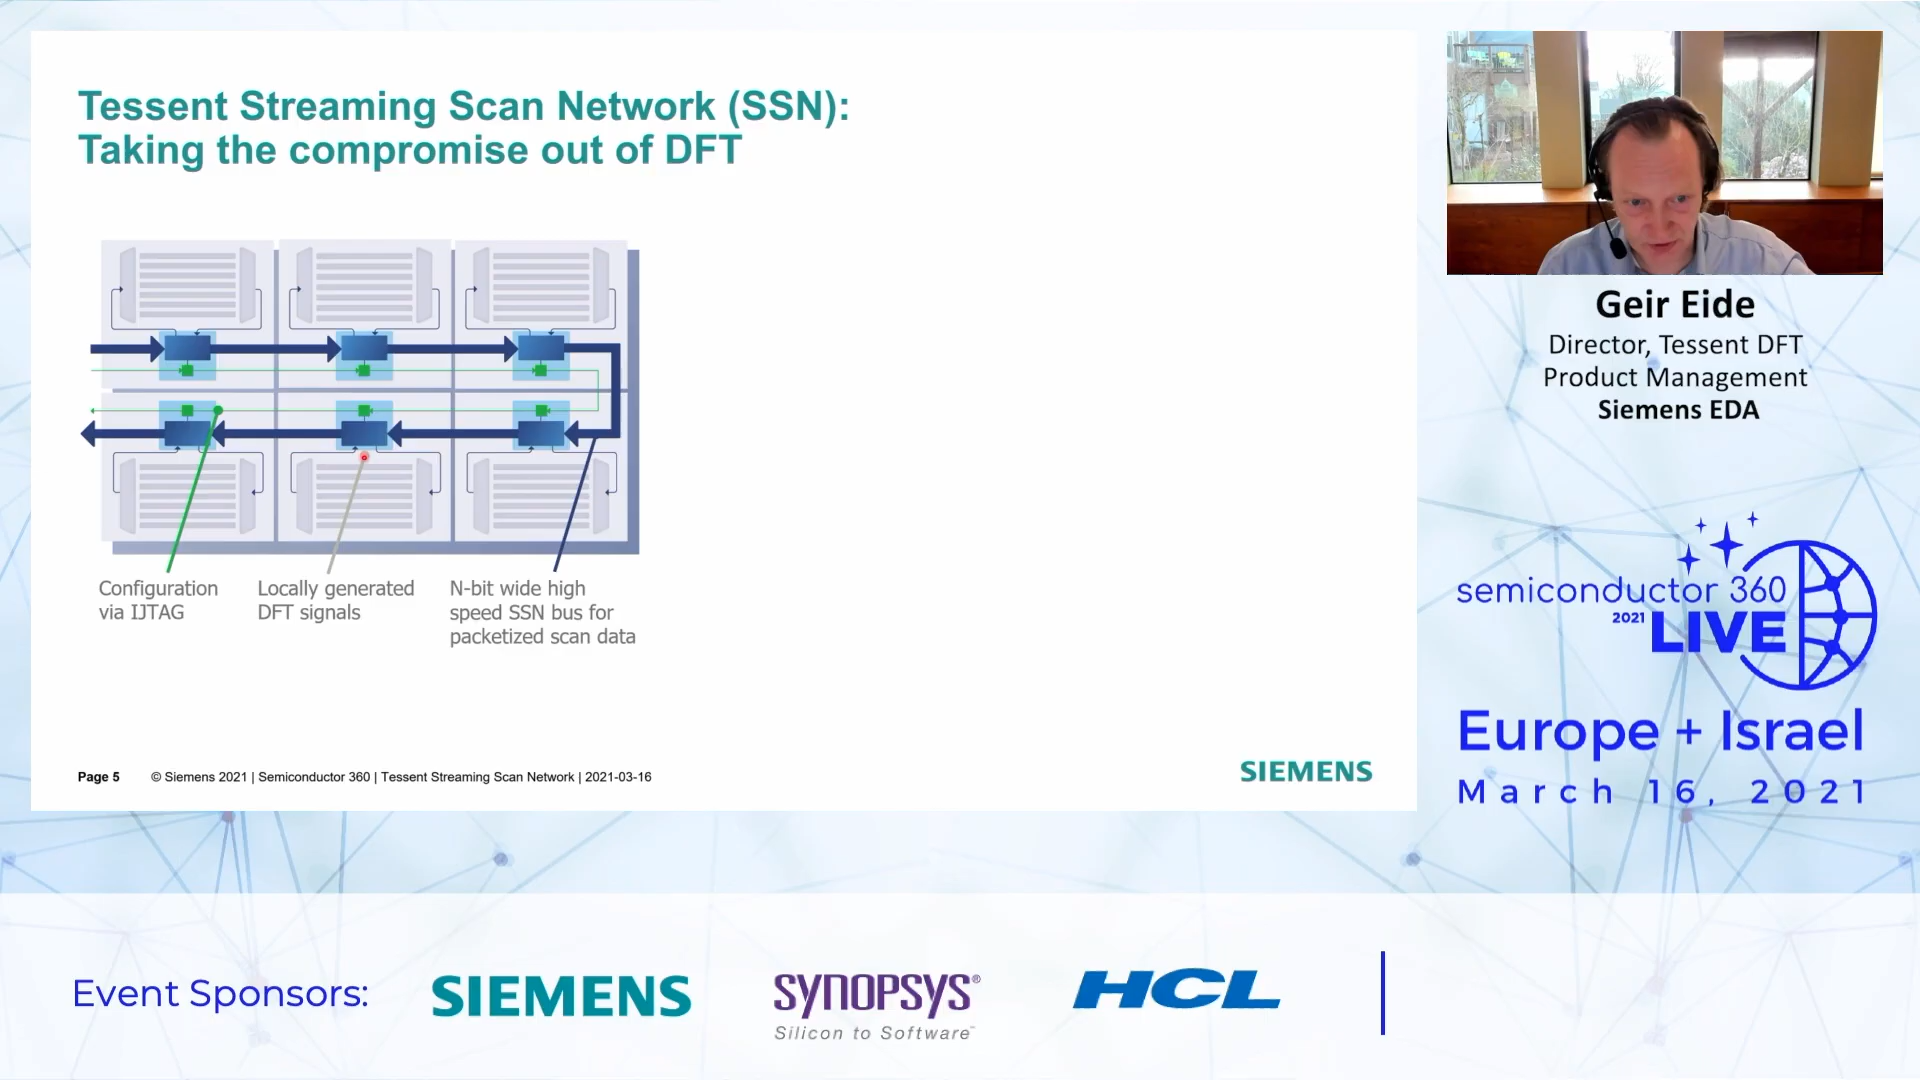 Tessent Streaming Scan Network (SSN):
Taking the compromise out of DFT
Configuration
via IJTAG
Locally generated
DFT signals
N-bit wide high
speed SSN bus for
packetized scan data
Page 5 © Siemens 2021 | Semiconductor 360 | Tessent Streaming Scan Network | 2021-03-16
SIEMENS
Geir Eide
Director, Tessent DFT
Product Management
Siemens EDA
semiconductor 360
2021 LIVE
Europe + Israel
March 16, 2021
Event Sponsors:
SIEMENS
SYNOPSYS®
Silicon to Software™
HCL